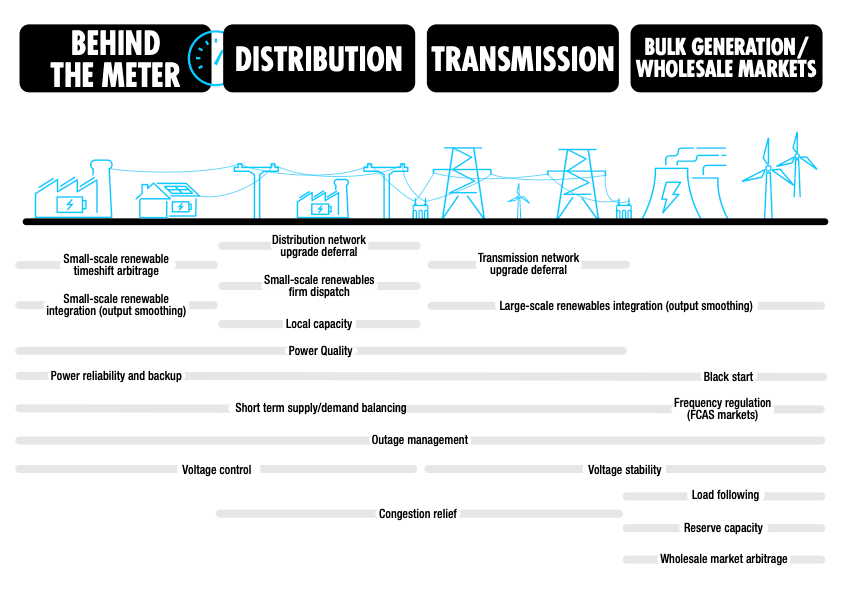 BEHIND
THE METER
DISTRIBUTION
TRANSMISSION
BULK GENERATION/
WHOLESALE MARKETS
Distribution network
upgrade deferral
Small-scale renewable
timeshift arbitrage
Transmission network
upgrade deferral
Small-scale renewables
firm dispatch
Small-scale renewable
integration (output smoothing)
Large-scale renewables integration (output smoothing)
Local capacity
Power Quality
Power reliability and backup
Black start
Short term supply/demand balancing
Frequency regulation
(FCAS markets)
Outage management
Voltage control
Voltage stability
Load following
Congestion relief
Reserve capacity
Wholesale market arbitrage